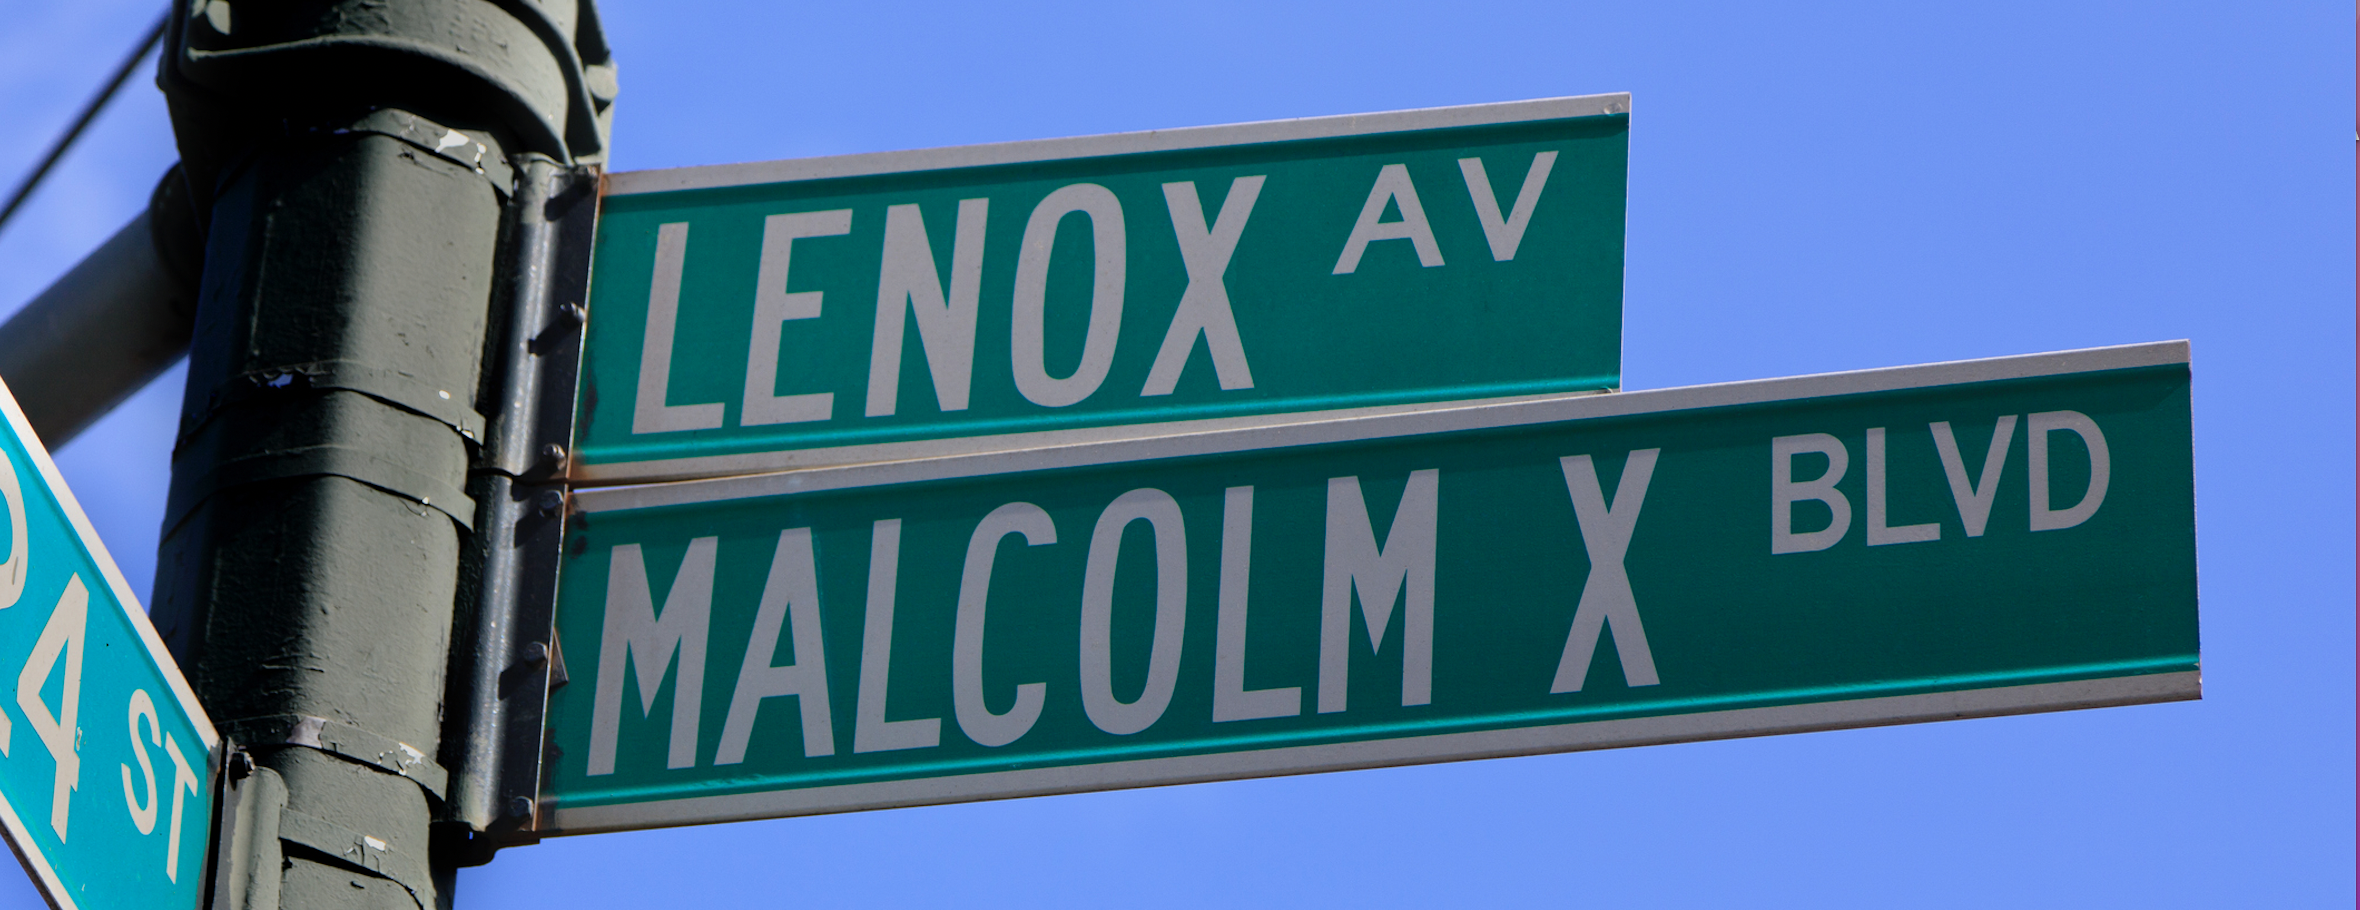 LENOX AV
MALCOLM X BLVD
24 ST